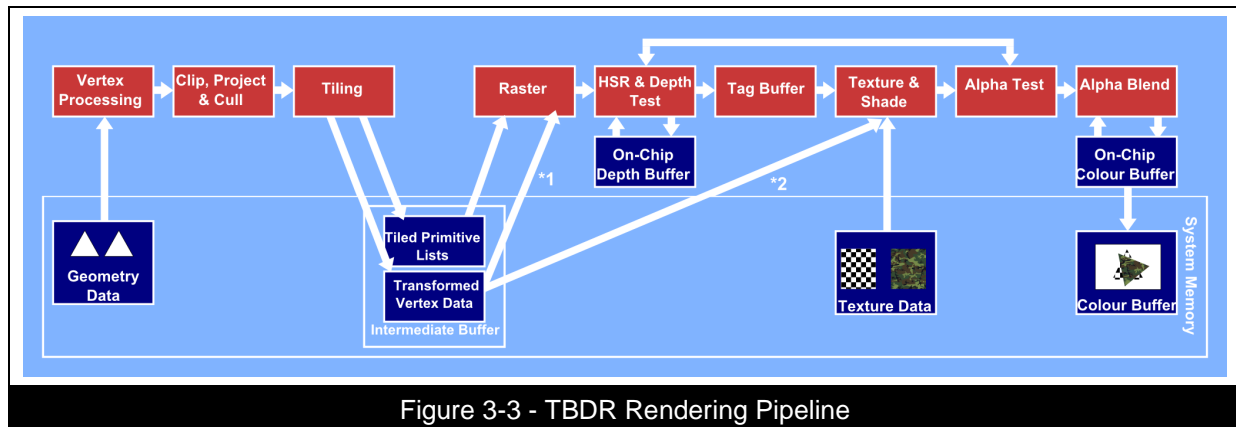 Vertex
Processing
Clip, Project
& Cull
Tiling
Raster
HSR & Depth
Test
Tag Buffer
Texture &
Shade
Alpha Test
Alpha Blend
On-Chip
Depth Buffer
On-Chip
Colour Buffer
*1
*2
Geometry
Data
Tiled Primitive
Lists
Transformed
Vertex Data
Intermediate Buffer
Texture Data
Colour Buffer
System Memory
Figure 3-3 - TBDR Rendering Pipeline